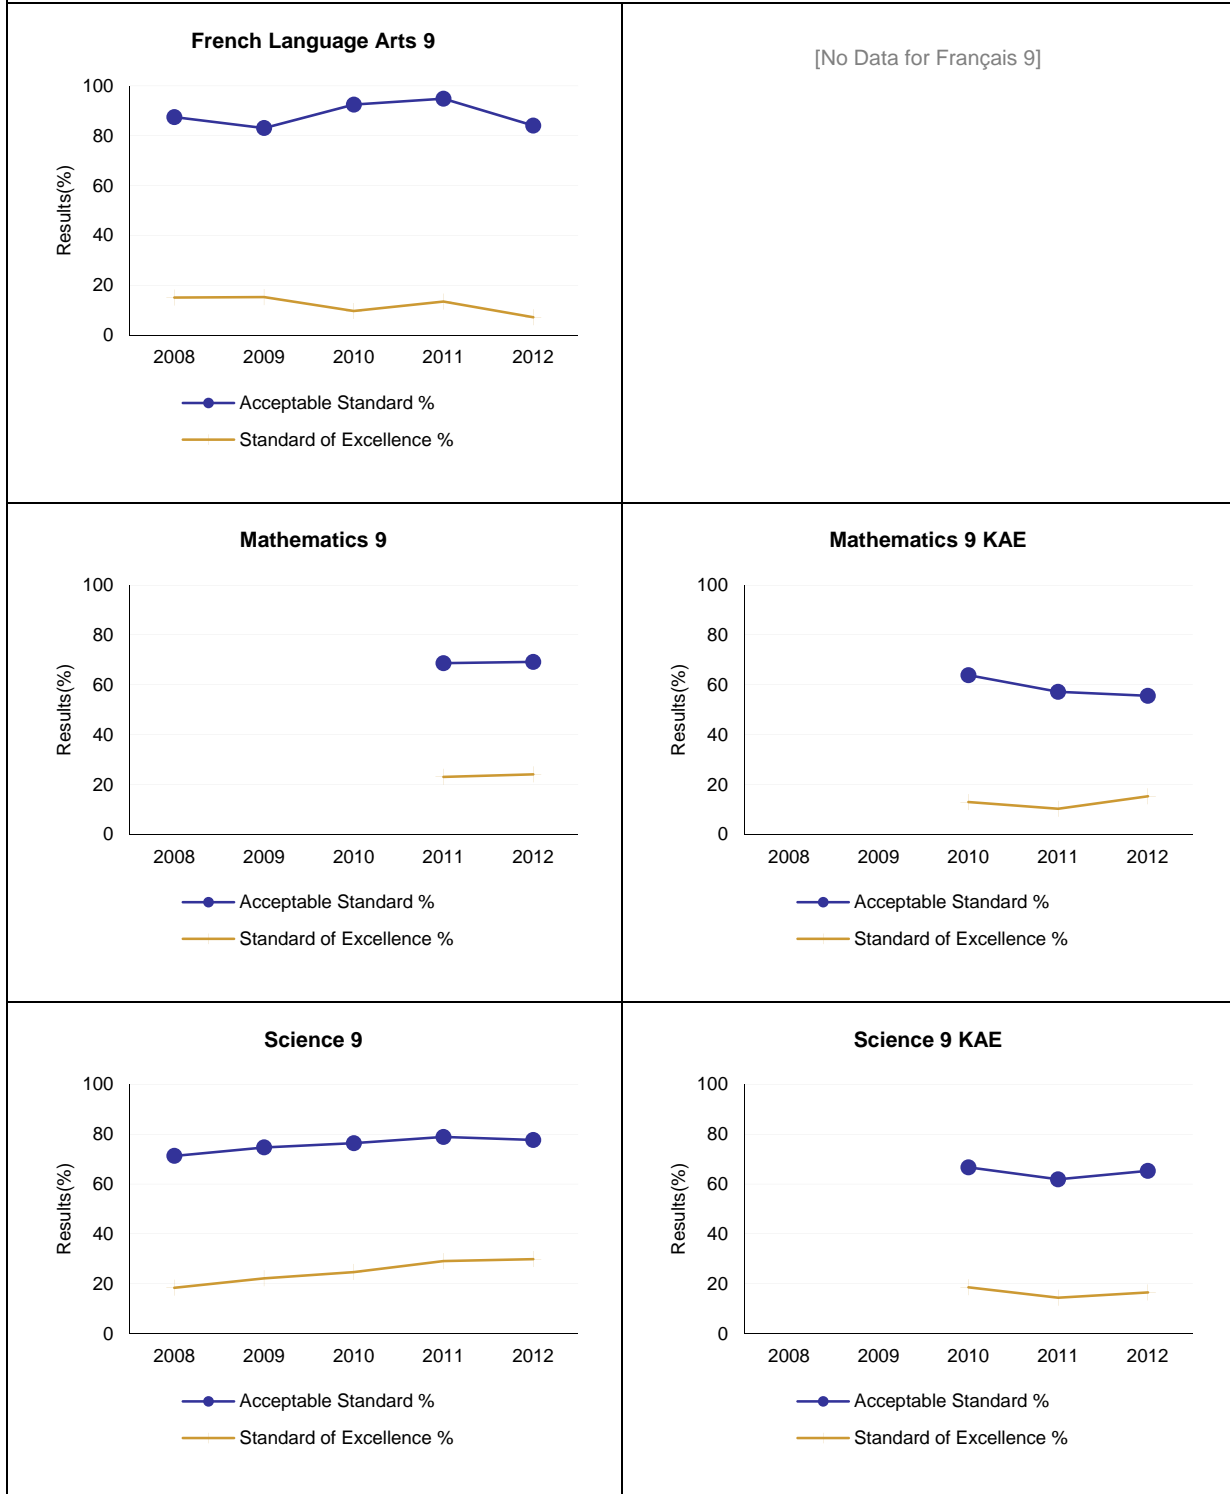 French Language Arts 9
100
80
60
40
20
0
Results(%)
2008 2009 2010 2011 2012
Acceptable Standard %
Standard of Excellence %
[No Data for Français 9]
Mathematics 9
100
80
60
40
20
0
Results(%)
2008 2009 2010 2011 2012
Acceptable Standard %
Standard of Excellence %
Mathematics 9 KAE
100
80
60
40
20
0
Results(%)
2008 2009 2010 2011 2012
Acceptable Standard %
Standard of Excellence %
Science 9
100
80
60
40
20
0
Results(%)
2008 2009 2010 2011 2012
Acceptable Standard %
Standard of Excellence %
Science 9 KAE
100
80
60
40
20
0
Results(%)
2008 2009 2010 2011 2012
Acceptable Standard %
Standard of Excellence %